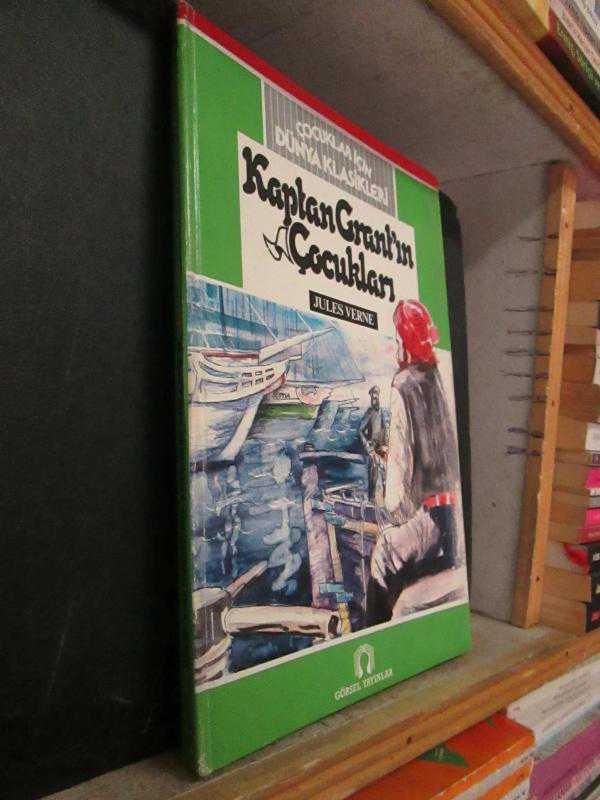 ÇOCUKLAR İÇİN
DÜNYA KLASİKLERİ
Kaptan Grant'ın
Çocukları
JULES VERNE
GÖRSEL YAYINLAR